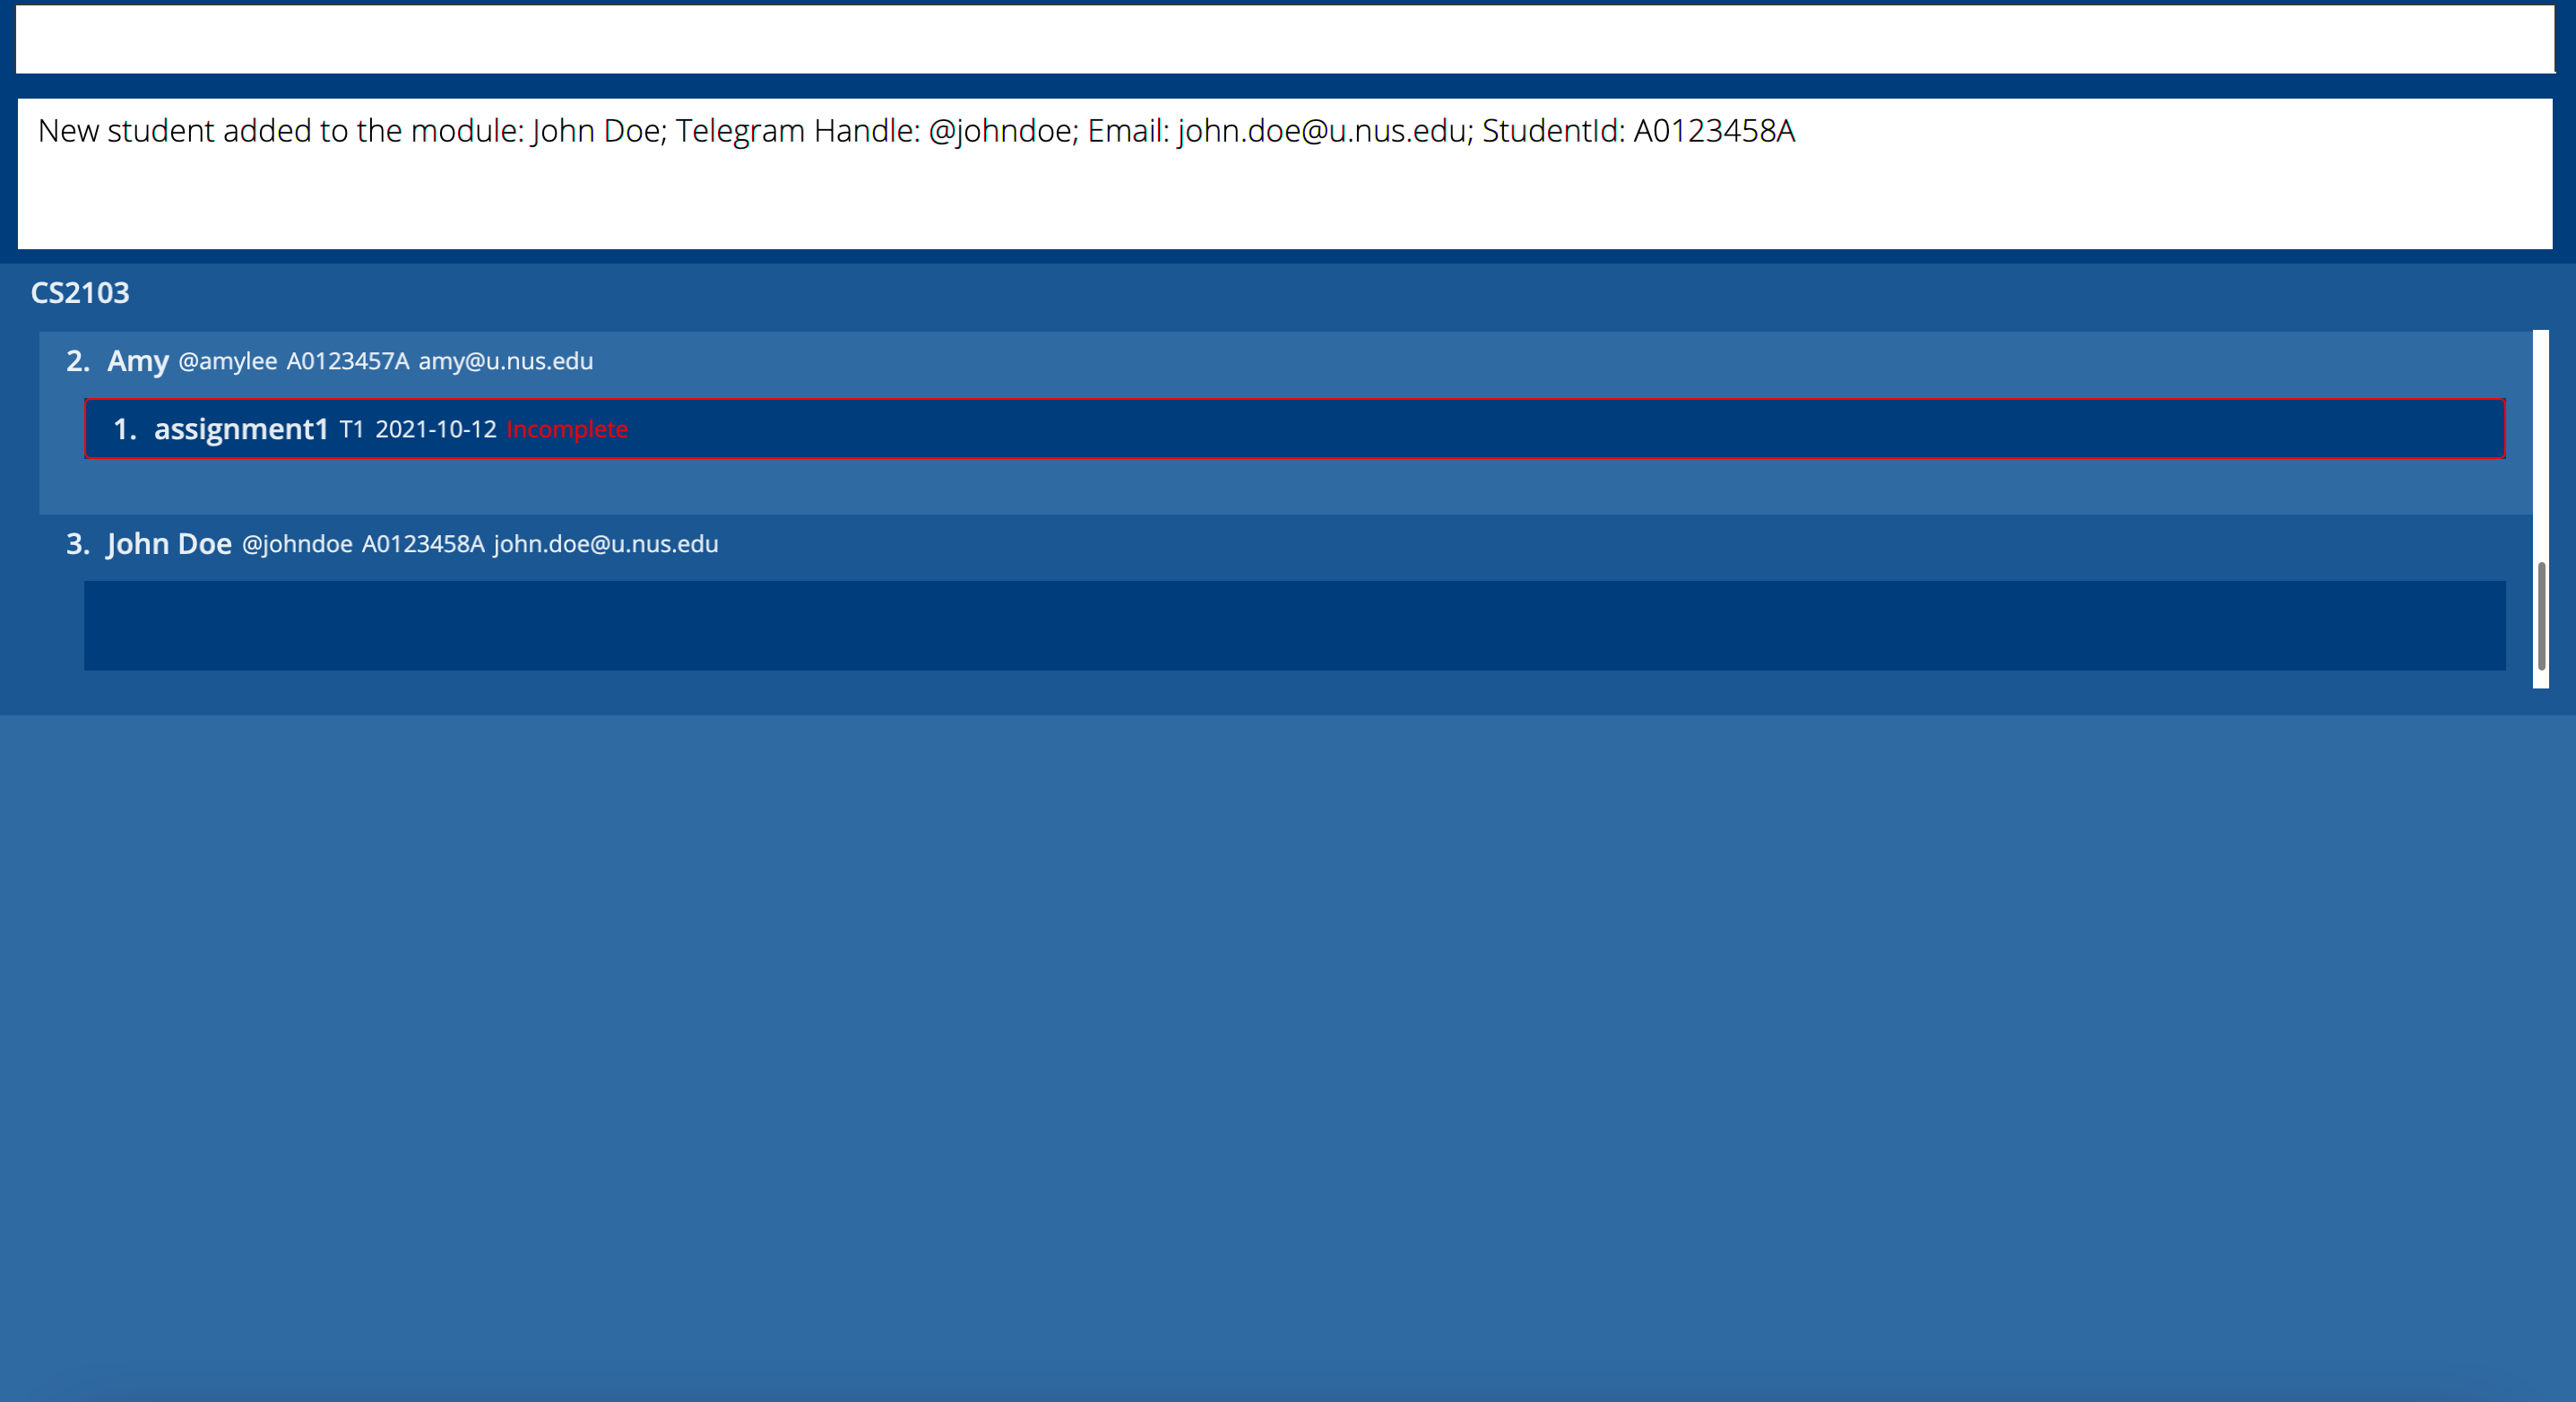 New student added to the module: John Doe; Telegram Handle: @johndoe; Email: john.doe@u.nus.edu; StudentId: A0123458A
CS2103
2. Amy @amylee A0123457A amy@u.nus.edu
1. assignment1 T1 2021-10-12 Incomplete
3. John Doe @johndoe A0123458A john.doe@u.nus.edu